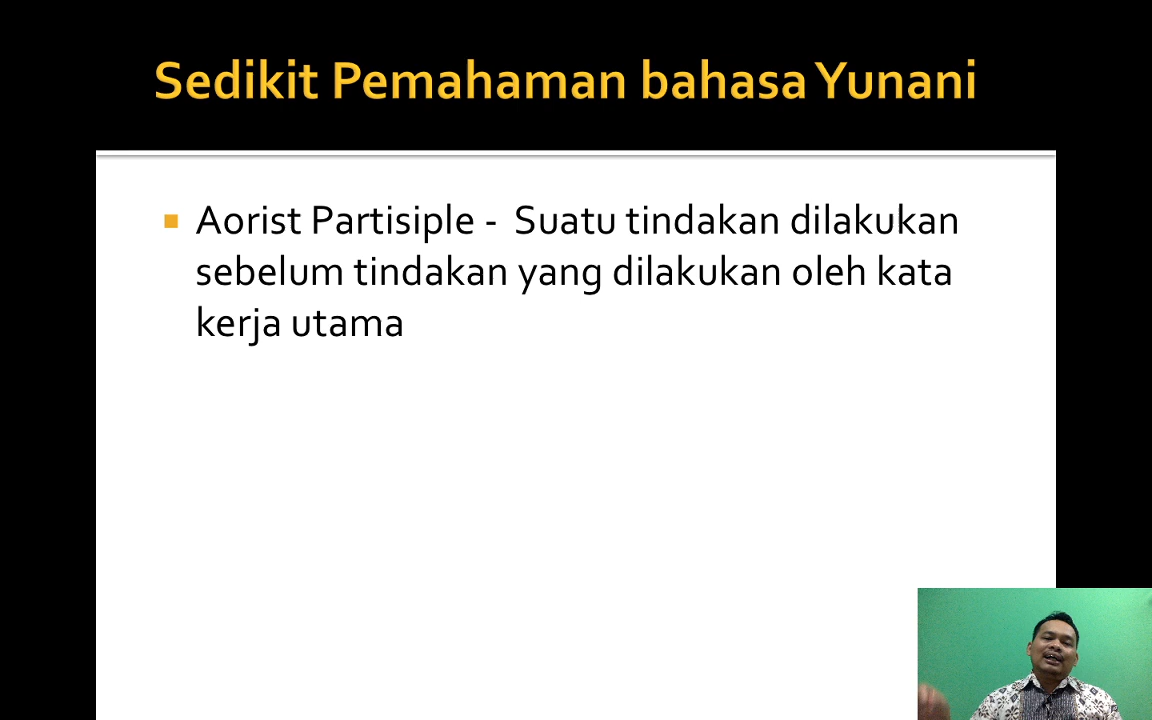 Sedikit Pemahaman bahasa Yunani
Aorist Partisiple - Suatu tindakan dilakukan
sebelum tindakan yang dilakukan oleh kata
kerja utama